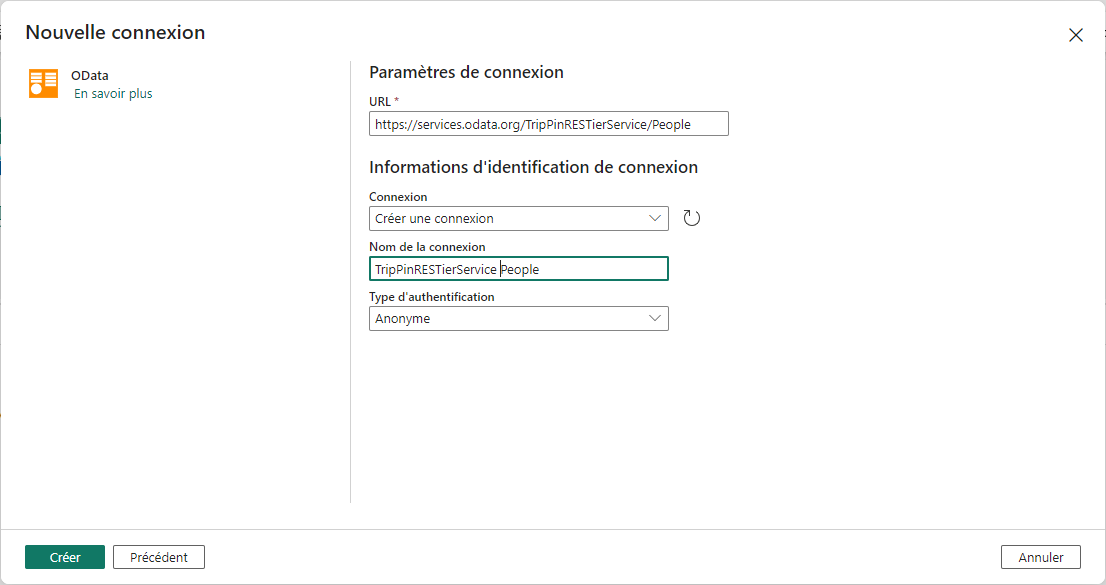 Nouvelle connexion
OData
En savoir plus
Paramètres de connexion
URL *
https://services.odata.org/TripPinRESTierService/People
Informations d'identification de connexion
Connexion
Créer une connexion
Nom de la connexion
TripPinRESTierService People
Type d'authentification
Anonyme
Créer
Précédent
Annuler